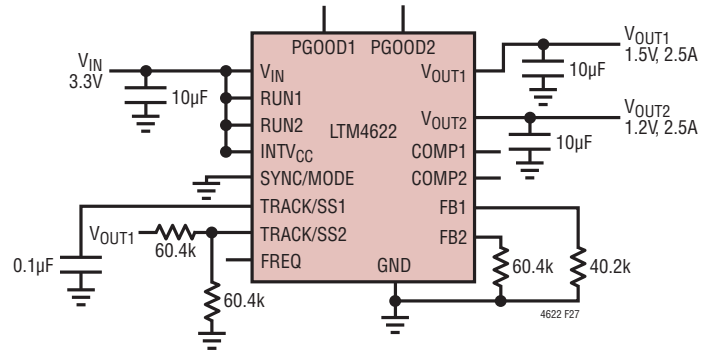 PGOOD1 PGOOD2
VIN
3.3V
10µF
VIN
RUN1
RUN2
INTVCC
SYNC/MODE
TRACK/SS1
TRACK/SS2
FREQ
LTM4622
GND
VOUT1
VOUT2
COMP1
COMP2
FB1
FB2
VOUT1
1.5V, 2.5A
10µF
VOUT2
1.2V, 2.5A
10µF
VOUT1
60.4k
0.1µF
60.4k
60.4k
40.2k
4622 F27